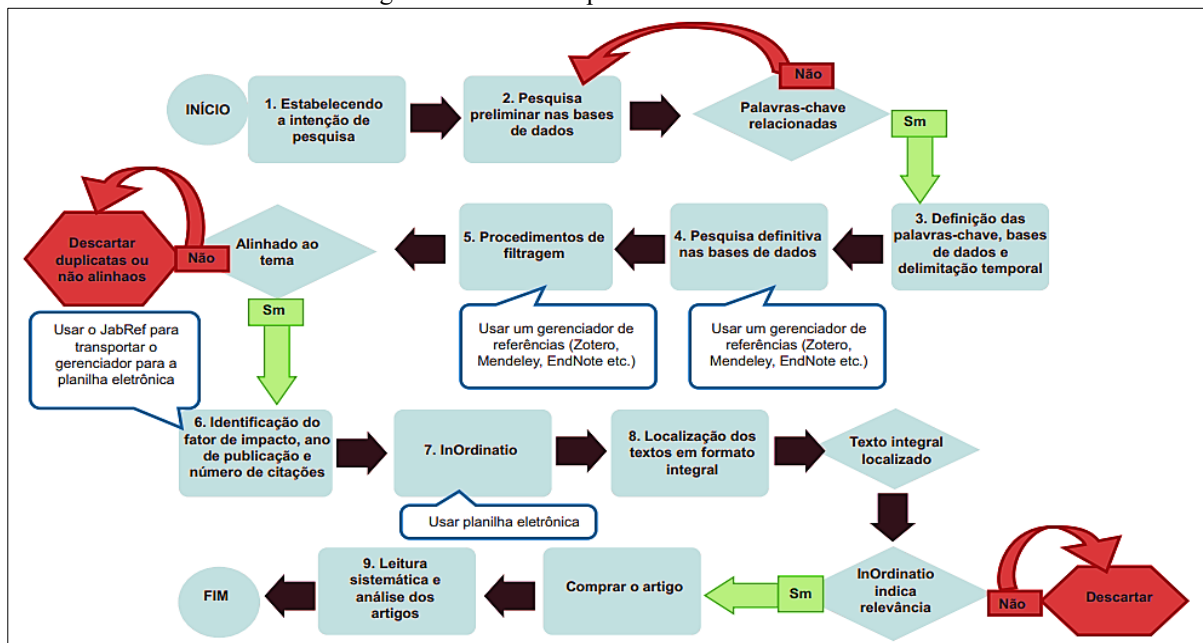 INÍCIO
1. Estabelecendo
a intenção de
pesquisa
2. Pesquisa
preliminar nas bases
de dados
Não
Palavras-chave
relacionadas
Sm
3. Definição das
palavras-chave, bases
de dados e
delimitação temporal
4. Pesquisa definitiva
nas bases de dados
5. Procedimentos de
filtragem
Alinhado ao
tema
Não
Descartar
duplicatas ou
não alinhaos
Sm
Usar o JabRef para
transportar o
gerenciador para a
planilha eletrônica
Usar um gerenciador de
referências (Zotero,
Mendeley, EndNote etc.)
Usar um gerenciador de
referências (Zotero,
Mendeley, EndNote etc.)
6. Identificação do
fator de impacto, ano
de publicação e
número de citações
7. InOrdinatio
8. Localização dos
textos em formato
integral
Texto integral
localizado
Usar planilha eletrônica
InOrdinatio
indica
relevância
Não
Descartar
Sm
Comprar o artigo
9. Leitura
sistemática e
análise dos
artigos
FIM